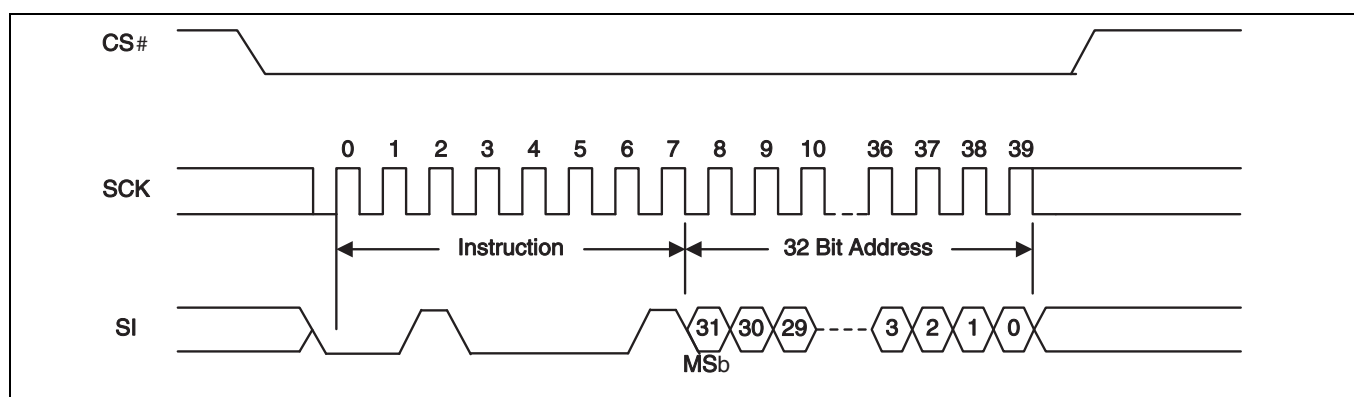 CS#
0 1 2 3 4 5 6 7 8 9 10 36 37 38 39
SCK
Instruction 32 Bit Address
SI 31 30 29 3 2 1 0
MSb